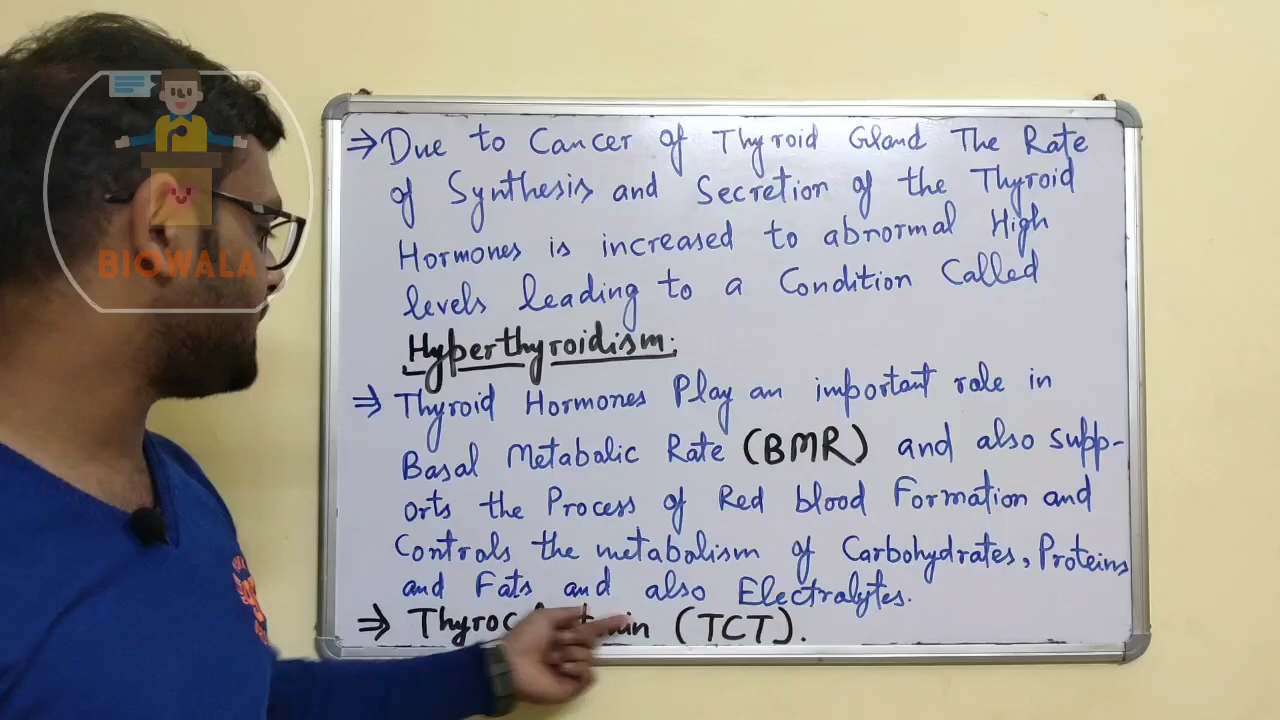 BIOWALA
⇒ Due to Cancer of Thyroid Gland The Rate
of Synthesis and Secretion of the Thyroid
Hormones is increased to abnormal High
levels leading to a Condition Called
Hyperthyroidism.
⇒ Thyroid Hormones Play an important role in
Basal Metabolic Rate (BMR) and also supp-
orts the Process of Red blood Formation and
Controls the metabolism of Carbohydrates, Proteins
and Fats and also Electralytes.
⇒ (TCT).